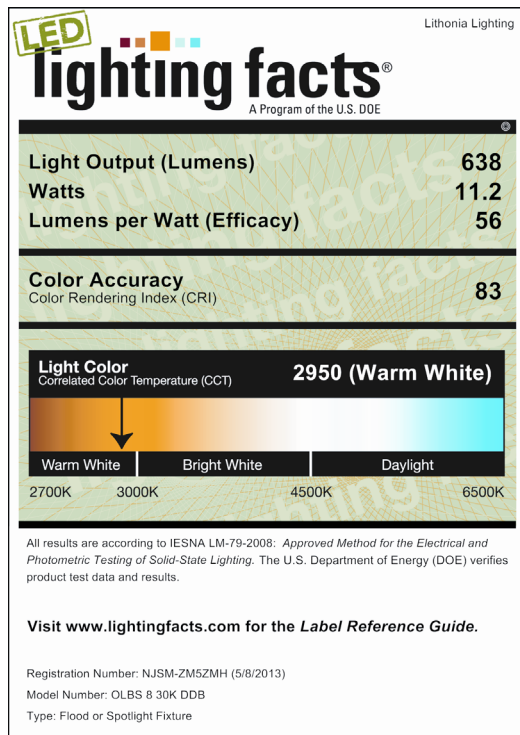 Lithonia Lighting
LED
lighting facts®
A Program of the U.S. DOE
Light Output (Lumens) 638
Watts 11.2
Lumens per Watt (Efficacy) 56
Color Accuracy
Color Rendering Index (CRI) 83
Light Color
Correlated Color Temperature (CCT) 2950 (Warm White)
Warm White Bright White Daylight
2700K 3000K 4500K 6500K
All results are according to IESNA LM-79-2008: Approved Method for the Electrical and
Photometric Testing of Solid-State Lighting. The U.S. Department of Energy (DOE) verifies
product test data and results.
Visit www.lightingfacts.com for the Label Reference Guide.
Registration Number: NJSM-ZM5ZMH (5/8/2013)
Model Number: OLBS 8 30K DDB
Type: Flood or Spotlight Fixture